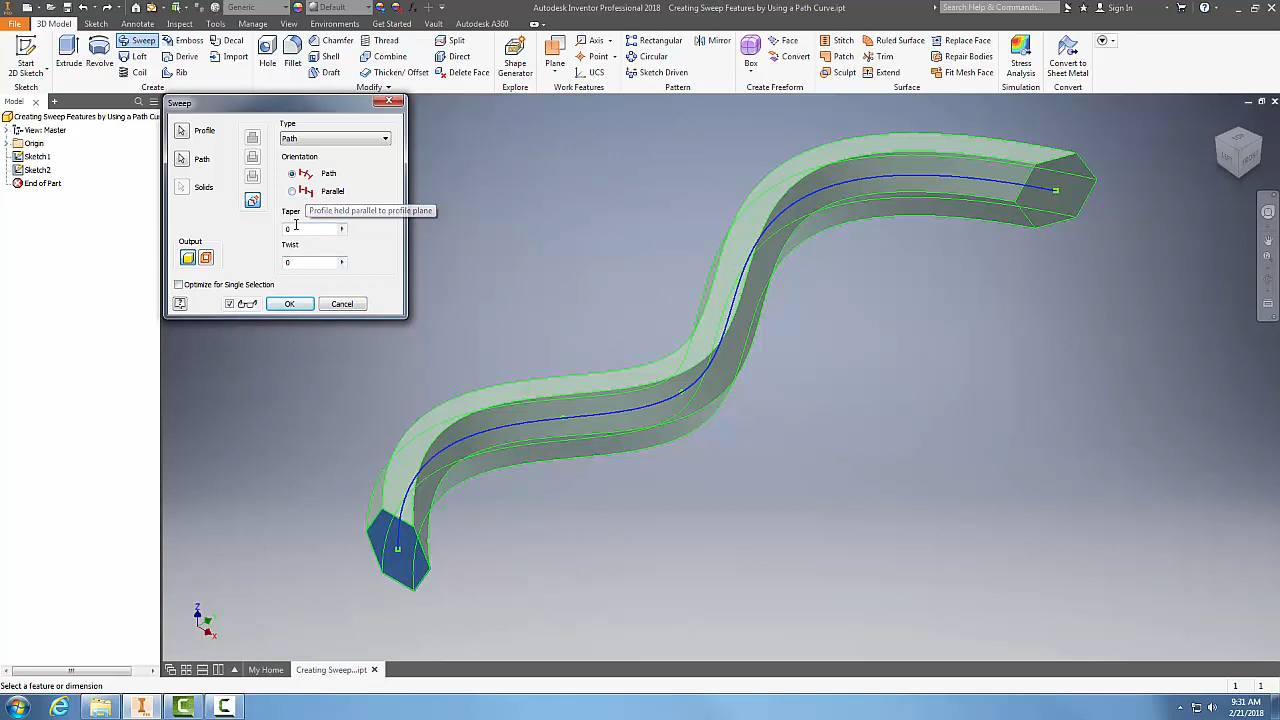 Generic
Default
Autodesk Inventor Professional 2018
Creating Sweep Features by Using a Path Curve.ipt
Search Help & Commands...
Sign In
File
3D Model
Sketch
Annotate
Inspect
Tools
Manage
View
Environments
Get Started
Vault
Autodesk A360
Start
2D Sketch
Sketch
Extrude
Revolve
Sweep
Loft
Coil
Emboss
Derive
Rib
Decal
Import
Create
Hole
Fillet
Chamfer
Shell
Draft
Thread
Combine
Thicken/ Offset
Split
Direct
Delete Face
Modify
Shape
Generator
Explore
Plane
Axis
Point
UCS
Work Features
Rectangular
Circular
Sketch Driven
Mirror
Pattern
Box
Face
Convert
Create Freeform
Stitch
Patch
Sculpt
Ruled Surface
Trim
Extend
Replace Face
Repair Bodies
Fit Mesh Face
Surface
Stress
Analysis
Simulation
Convert to
Sheet Metal
Convert
Model
Creating Sweep Features by Using a Path Cu
View: Master
Origin
Sketch1
Sketch2
End of Part
Sweep
Profile
Path
Solids
Output
Type
Path
Orientation
Path
Parallel
Profile held parallel to profile plane
Taper
0
Twist
0
Optimize for Single Selection
OK
Cancel
TOP
LEFT
FRONT
Z
X
My Home
Creating Sweep...ipt
Select a feature or dimension
1
1
9:31 AM
2/21/2018